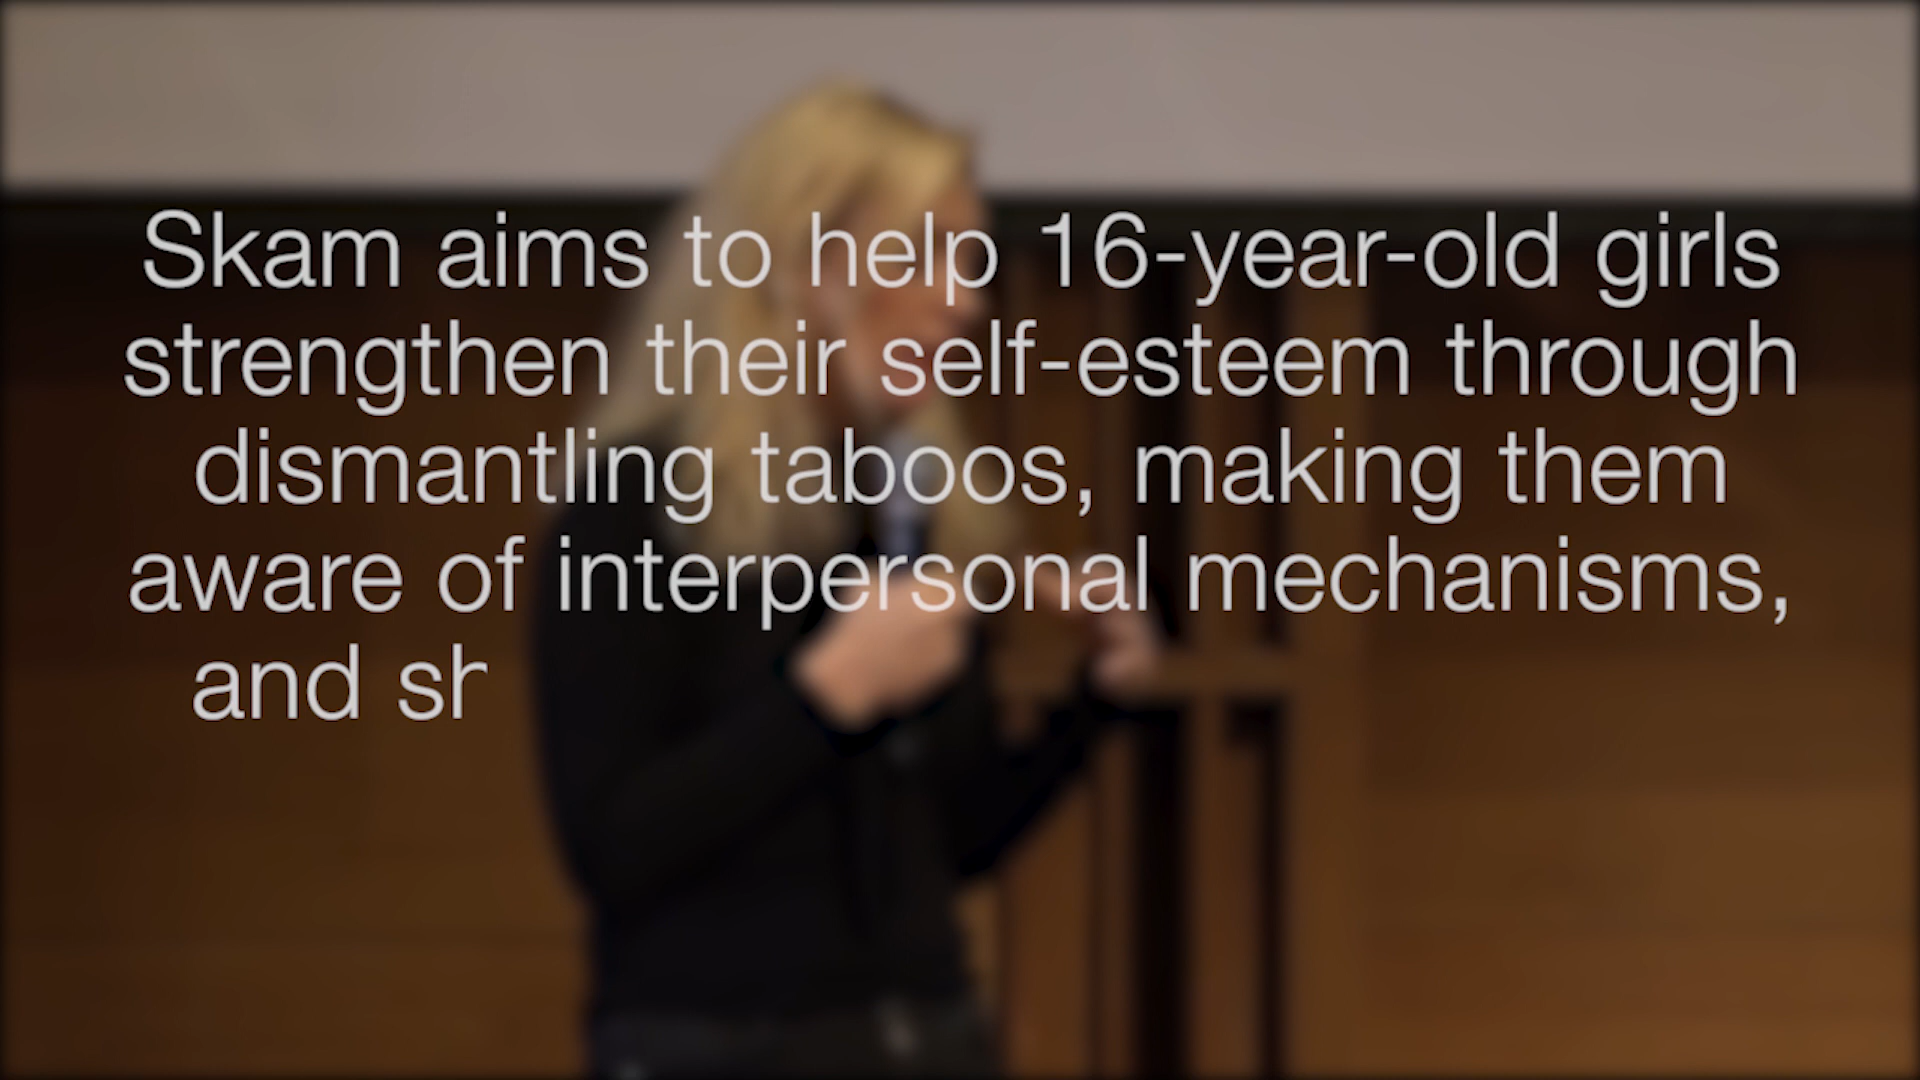 Skam aims to help 16-year-old girls
strengthen their self-esteem through
dismantling taboos, making them
aware of interpersonal mechanisms,
and sh